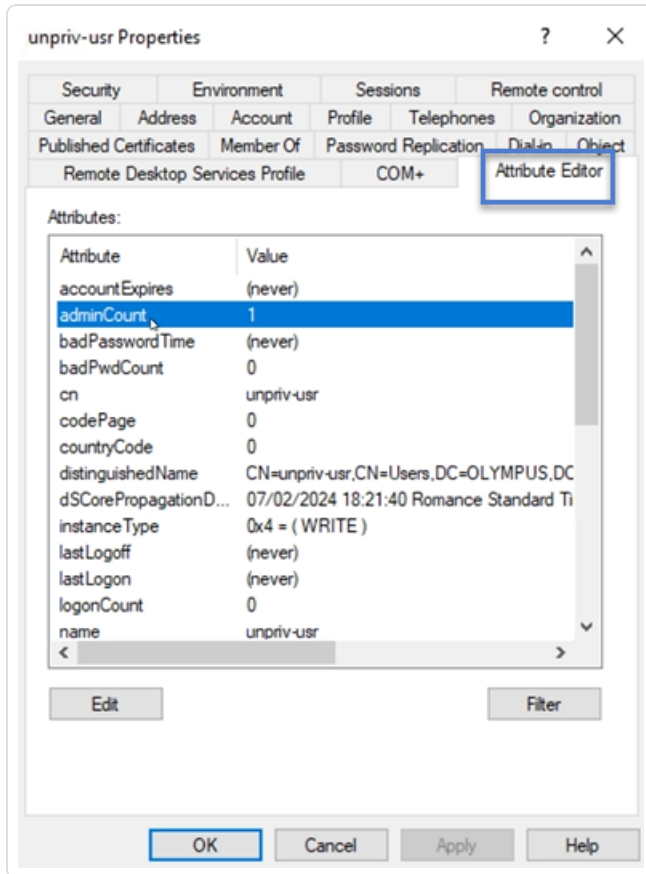 unpriv-usr Properties ?
Security Environment Sessions Remote control
General Address Account Profile Telephones Organization
Published Certificates Member Of Password Replication Dial-in Object
Remote Desktop Services Profile COM+ Attribute Editor
Attributes:
Attribute Value
accountExpires (never)
adminCount 1
badPasswordTime (never)
badPwdCount 0
cn unpriv-usr
codePage 0
countryCode 0
distinguishedName CN=unpriv-usr,CN=Users,DC=OLYMPUS,DC
dSCorePropagationD... 07/02/2024 18:21:40 Romance Standard Ti
instanceType 0x4 = ( WRITE )
lastLogoff (never)
lastLogon (never)
logonCount 0
name unpriv-usr
Edit Filter
OK Cancel Apply Help